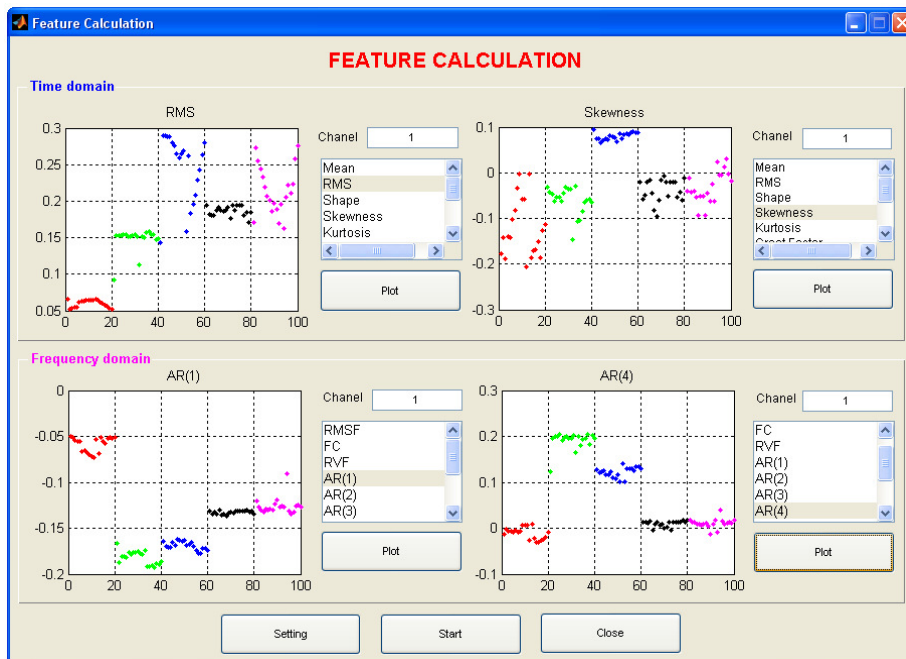 Feature Calculation
FEATURE CALCULATION
Time domain
RMS
Chanel 1
Mean
RMS
Shape
Skewness
Kurtosis
Plot
0.3
0.25
0.2
0.15
0.1
0.05
0 20 40 60 80 100
Skewness
Chanel 1
Mean
RMS
Shape
Skewness
Kurtosis
Plot
0.1
0
-0.1
-0.2
-0.3
0 20 40 60 80 100
Frequency domain
AR(1)
Chanel 1
RMSF
FC
RVF
AR(1)
AR(2)
AR(3)
Plot
0
-0.05
-0.1
-0.15
-0.2
0 20 40 60 80 100
AR(4)
Chanel 1
FC
RVF
AR(1)
AR(2)
AR(3)
AR(4)
Plot
0.3
0.2
0.1
0
-0.1
0 20 40 60 80 100
Setting
Start
Close